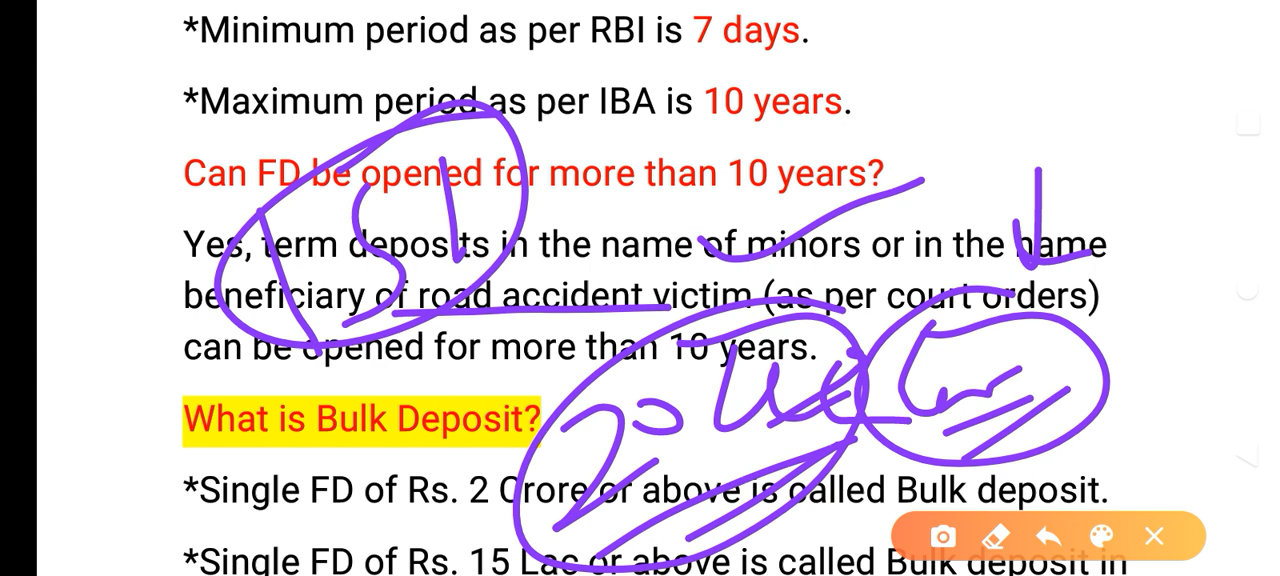 *Minimum period as per RBI is 7 days.
*Maximum period as per IBA is 10 years.
Can FD be opened for more than 10 years?
Yes, term deposits in the name of minors or in the name
beneficiary of road accident victim (as per court orders)
can be opened for more than 10 years.
What is Bulk Deposit?
*Single FD of Rs. 2 Crore or above is called Bulk deposit.
*Single FD of Rs. 15 Lac or above is called Bulk deposit in